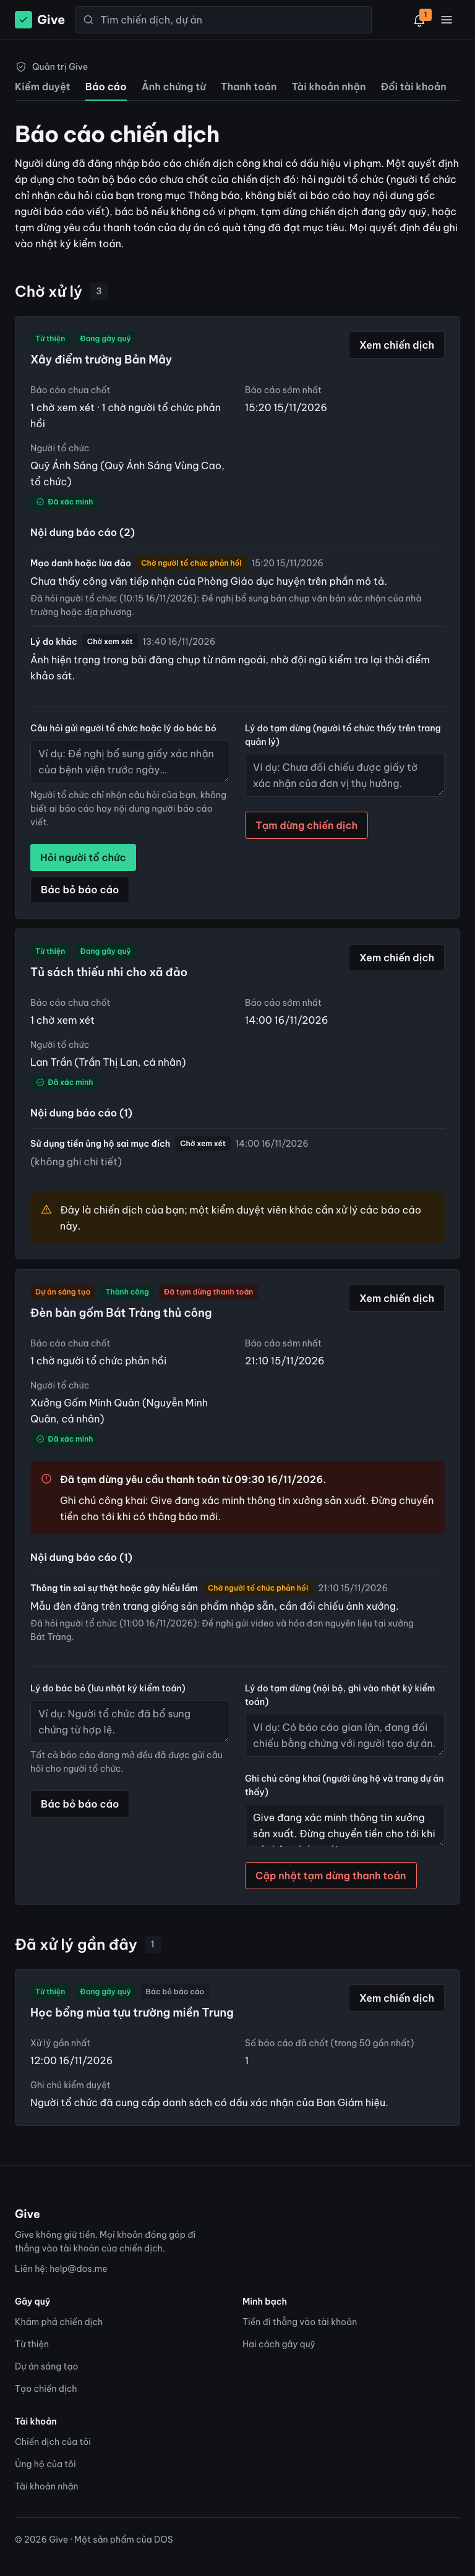 Give
Tìm chiến dịch, dự án
1
Quản trị Give
Kiểm duyệt
Báo cáo
Ảnh chứng từ
Thanh toán
Tài khoản nhận
Đổi tài khoản
Báo cáo chiến dịch
Người dùng đã đăng nhập báo cáo chiến dịch công khai có dấu hiệu vi phạm. Một quyết định
áp dụng cho toàn bộ báo cáo chưa chốt của chiến dịch đó: hỏi người tổ chức (người tổ chức
chỉ nhận câu hỏi của bạn trong mục Thông báo, không biết ai báo cáo hay nội dung gốc
người báo cáo viết), bác bỏ nếu không có vi phạm, tạm dừng chiến dịch đang gây quỹ, hoặc
tạm dừng yêu cầu thanh toán của dự án có quà tặng đã đạt mục tiêu. Mọi quyết định đều ghi
vào nhật ký kiểm toán.
Chờ xử lý 3
Từ thiện
Đang gây quỹ
Xem chiến dịch
Xây điểm trường Bản Mây
Báo cáo chưa chốt
Báo cáo sớm nhất
1 chờ xem xét · 1 chờ người tổ chức phản
hồi
15:20 15/11/2026
Người tổ chức
Quỹ Ánh Sáng (Quỹ Ánh Sáng Vùng Cao,
tổ chức)
Đã xác minh
Nội dung báo cáo (2)
Mạo danh hoặc lừa đảo Chờ người tổ chức phản hồi 15:20 15/11/2026
Chưa thấy công văn tiếp nhận của Phòng Giáo dục huyện trên phần mô tả.
Đã hỏi người tổ chức (10:15 16/11/2026): Đề nghị bổ sung bản chụp văn bản xác nhận của nhà
trường hoặc địa phương.
Lý do khác Chờ xem xét 13:40 16/11/2026
Ảnh hiện trạng trong bài đăng chụp từ năm ngoái, nhờ đội ngũ kiểm tra lại thời điểm
khảo sát.
Câu hỏi gửi người tổ chức hoặc lý do bác bỏ
Ví dụ: Đề nghị bổ sung giấy xác nhận
của bệnh viện trước ngày...
Người tổ chức chỉ nhận câu hỏi của bạn, không
biết ai báo cáo hay nội dung người báo cáo
viết.
Hỏi người tổ chức
Bác bỏ báo cáo
Lý do tạm dừng (người tổ chức thấy trên trang
quản lý)
Ví dụ: Chưa đối chiếu được giấy tờ
xác nhận của đơn vị thụ hưởng.
Tạm dừng chiến dịch
Từ thiện
Đang gây quỹ
Xem chiến dịch
Tủ sách thiếu nhi cho xã đảo
Báo cáo chưa chốt
Báo cáo sớm nhất
1 chờ xem xét
14:00 16/11/2026
Người tổ chức
Lan Trần (Trần Thị Lan, cá nhân)
Đã xác minh
Nội dung báo cáo (1)
Sử dụng tiền ủng hộ sai mục đích Chờ xem xét 14:00 16/11/2026
(không ghi chi tiết)
Đây là chiến dịch của bạn; một kiểm duyệt viên khác cần xử lý các báo cáo
này.
Dự án sáng tạo
Thành công
Đã tạm dừng thanh toán
Xem chiến dịch
Đèn bàn gốm Bát Tràng thủ công
Báo cáo chưa chốt
Báo cáo sớm nhất
1 chờ người tổ chức phản hồi
21:10 15/11/2026
Người tổ chức
Xưởng Gốm Minh Quân (Nguyễn Minh
Quân, cá nhân)
Đã xác minh
Đã tạm dừng yêu cầu thanh toán từ 09:30 16/11/2026.
Ghi chú công khai: Give đang xác minh thông tin xưởng sản xuất. Đừng chuyển
tiền cho tới khi có thông báo mới.
Nội dung báo cáo (1)
Thông tin sai sự thật hoặc gây hiểu lầm Chờ người tổ chức phản hồi 21:10 15/11/2026
Mẫu đèn đăng trên trang giống sản phẩm nhập sẵn, cần đối chiếu ảnh xưởng.
Đã hỏi người tổ chức (11:00 16/11/2026): Đề nghị gửi video và hóa đơn nguyên liệu tại xưởng
Bát Tràng.
Lý do bác bỏ (lưu nhật ký kiểm toán)
Ví dụ: Người tổ chức đã bổ sung
chứng từ hợp lệ.
Tất cả báo cáo đang mở đều đã được gửi câu
hỏi cho người tổ chức.
Bác bỏ báo cáo
Lý do tạm dừng (nội bộ, ghi vào nhật ký kiểm
toán)
Ví dụ: Có báo cáo gian lận, đang đối
chiếu bằng chứng với người tạo dự án.
Ghi chú công khai (người ủng hộ và trang dự án
thấy)
Give đang xác minh thông tin xưởng
sản xuất. Đừng chuyển tiền cho tới khi
Cập nhật tạm dừng thanh toán
Đã xử lý gần đây 1
Từ thiện
Đang gây quỹ
Bác bỏ báo cáo
Xem chiến dịch
Học bổng mùa tựu trường miền Trung
Xử lý gần nhất
Số báo cáo đã chốt (trong 50 gần nhất)
12:00 16/11/2026
1
Ghi chú kiểm duyệt
Người tổ chức đã cung cấp danh sách có dấu xác nhận của Ban Giám hiệu.
Give
Give không giữ tiền. Mọi khoản đóng góp đi
thẳng vào tài khoản của chiến dịch.
Liên hệ: help@dos.me
Gây quỹ
Khám phá chiến dịch
Từ thiện
Dự án sáng tạo
Tạo chiến dịch
Minh bạch
Tiền đi thẳng vào tài khoản
Hai cách gây quỹ
Tài khoản
Chiến dịch của tôi
Ủng hộ của tôi
Tài khoản nhận
© 2026 Give · Một sản phẩm của DOS